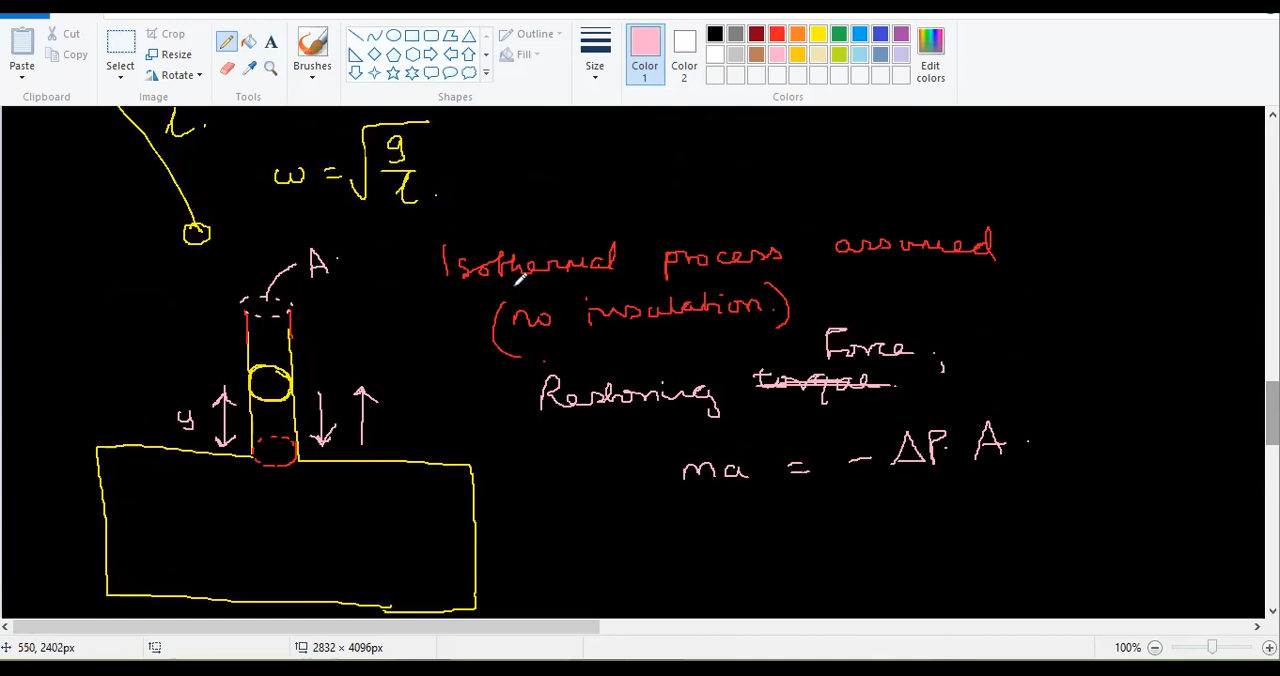 Cut
Copy
Paste
Clipboard
Select
Crop
Resize
Rotate
Image
A
Tools
Brushes
Outline
Fill
Shapes
Size
Color
1
Color
2
Edit
colors
Colors
l.
ω = √g/l.
A.
Isothermal process assumed
(no insulation.)
Force,
Restoring torque.
y
ma = - ΔP. A.
550, 2402px
2832 × 4096px
100%